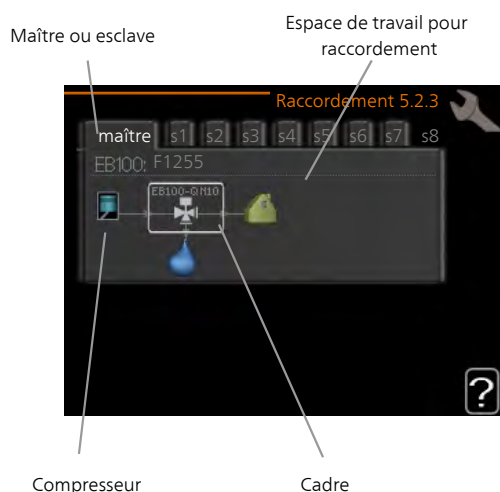 Maître ou esclave
Espace de travail pour
raccordement
Raccordement 5.2.3
maître s1 s2 s3 s4 s5 s6 s7 s8
EB100: F1255
EB100-QN10
?
Compresseur
Cadre